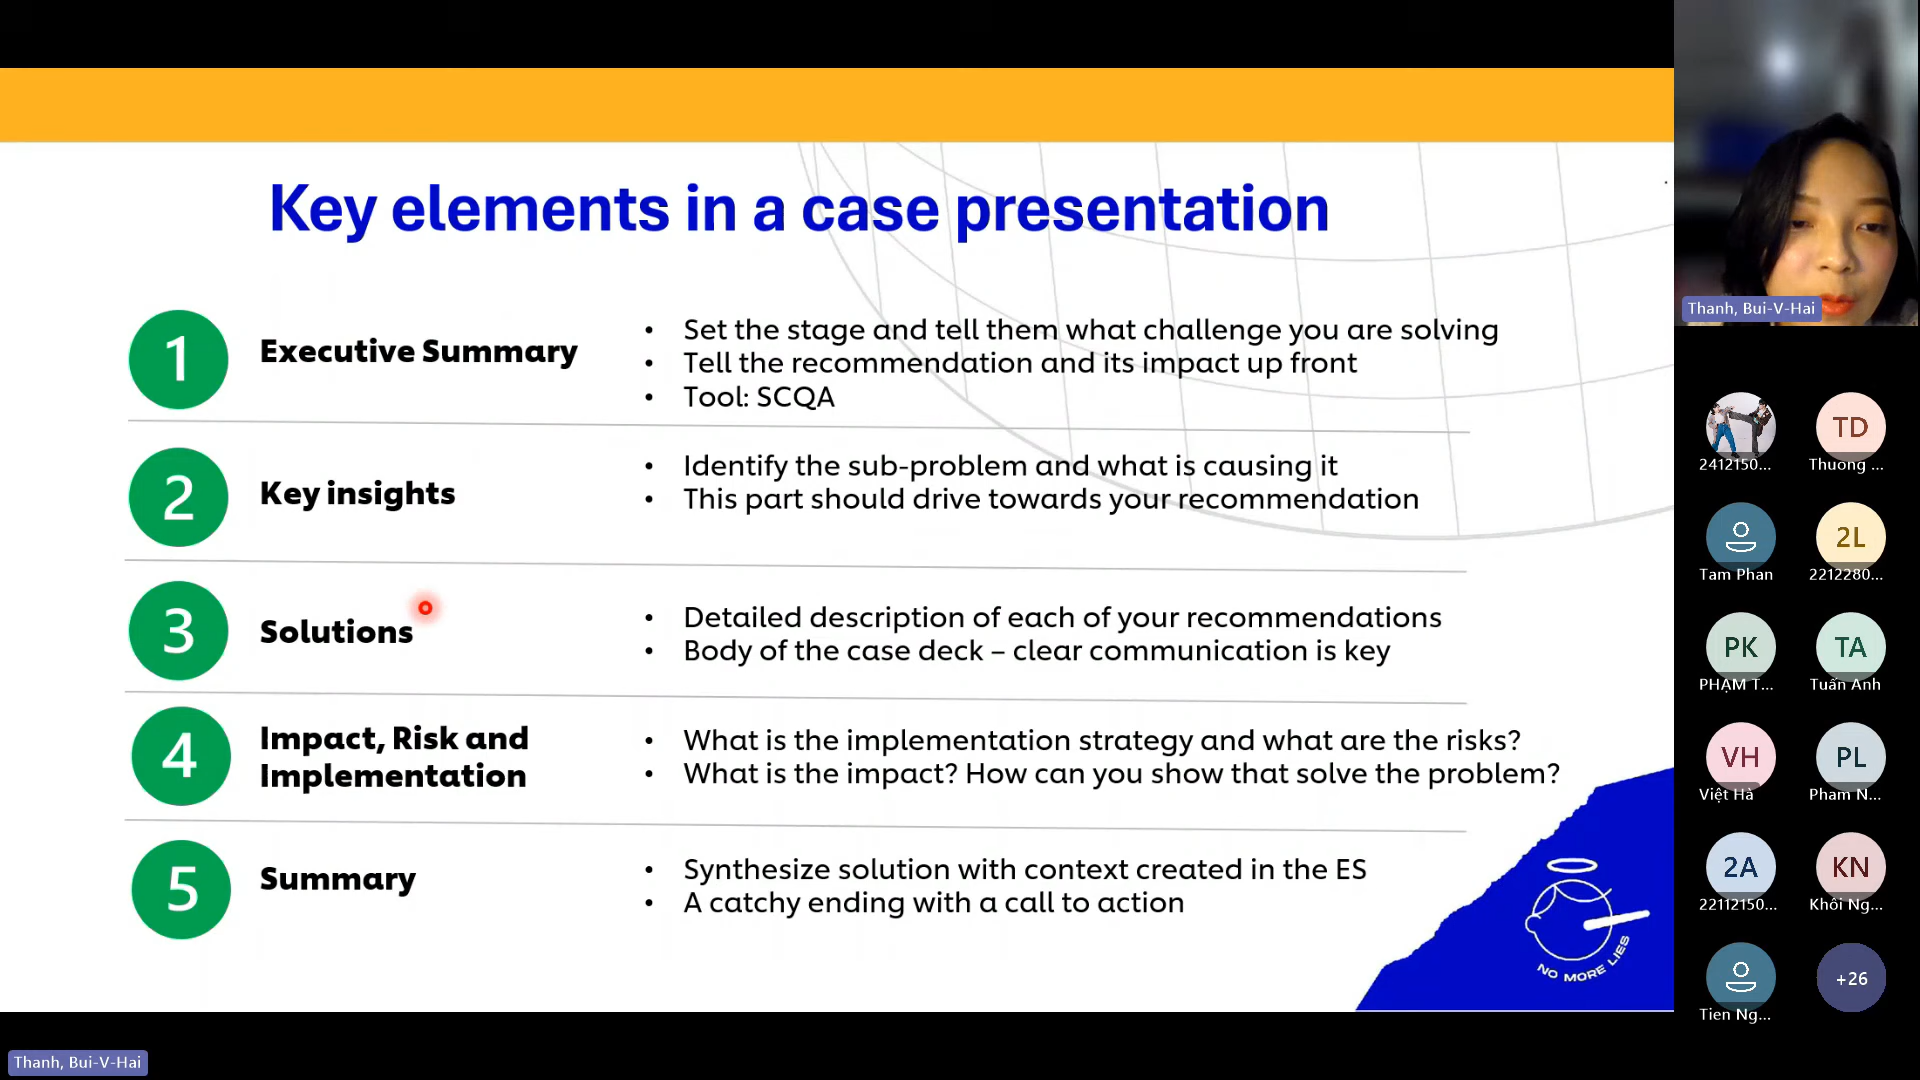 Key elements in a case presentation
1
Executive Summary
• Set the stage and tell them what challenge you are solving
• Tell the recommendation and its impact up front
• Tool: SCQA
2
Key insights
• Identify the sub-problem and what is causing it
• This part should drive towards your recommendation
3
Solutions
• Detailed description of each of your recommendations
• Body of the case deck – clear communication is key
4
Impact, Risk and
Implementation
• What is the implementation strategy and what are the risks?
• What is the impact? How can you show that solve the problem?
5
Summary
• Synthesize solution with context created in the ES
• A catchy ending with a call to action
NO MORE LIES
Thanh, Bui-V-Hai
Thanh, Bui-V-Hai
2412150...
TD
Thuong ...
Tam Phan
2L
2212280...
PK
PHẠM T...
TA
Tuấn Anh
VH
Việt Hà
PL
Pham N...
2A
22112150...
KN
Khôi Ng...
Tien Ng...
+26